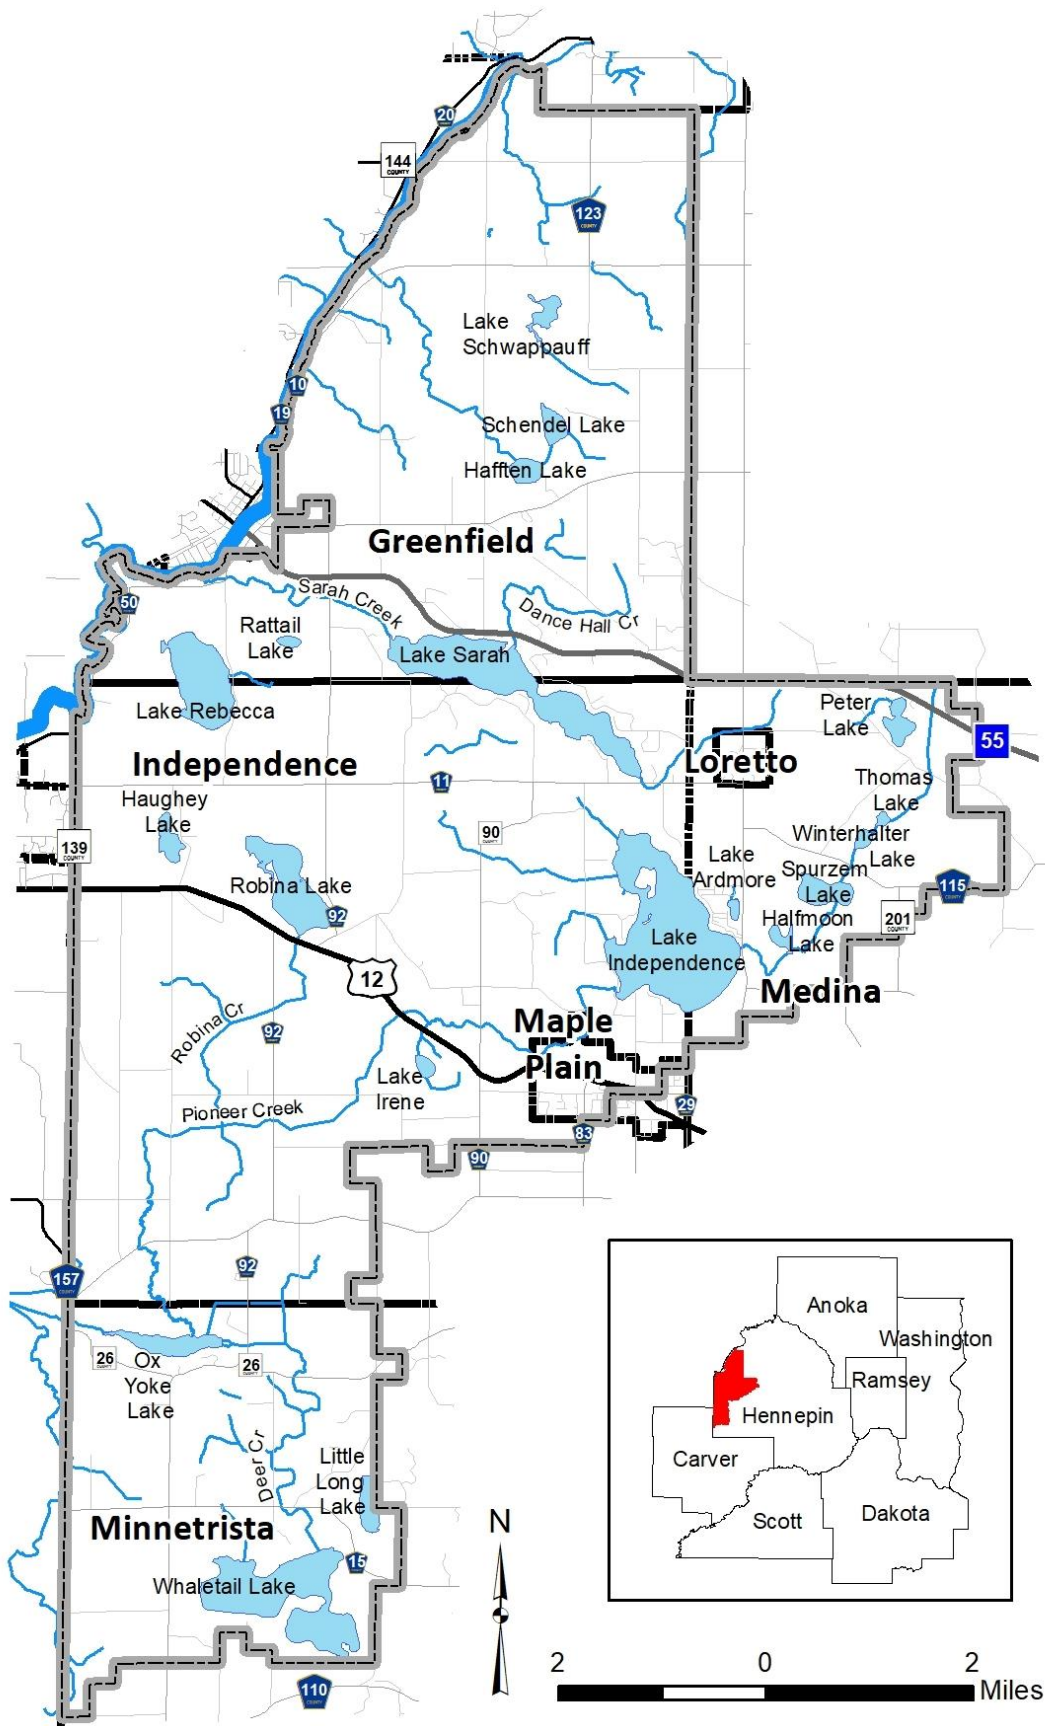 20
144
COUNTY
123
COUNTY
Lake
Schwappauff
10
19
Schendel Lake
Hafften Lake
Greenfield
50
Sarah Creek
Dance Hall Cr
Rattail
Lake
Lake Sarah
Lake Rebecca
Peter
Lake
55
Independence
Loretto
11
Thomas
Lake
Haughey
Lake
90
COUNTY
139
COUNTY
Winterhalter
Lake
Lake
Ardmore
Spurzem
Lake
Robina Lake
92
115
COUNTY
201
COUNTY
Halfmoon
Lake
Lake
Independence
12
Medina
Robina Cr
92
Maple
Plain
Lake
Irene
Pioneer Creek
29
83
90
92
157
COUNTY
Anoka
Washington
Ramsey
Hennepin
Carver
Scott
Dakota
26
COUNTY
26
COUNTY
Ox
Yoke
Lake
Deer Cr
Little
Long
Lake
Minnetrista
N
15
Whaletail Lake
110
COUNTY
2 0 2
Miles